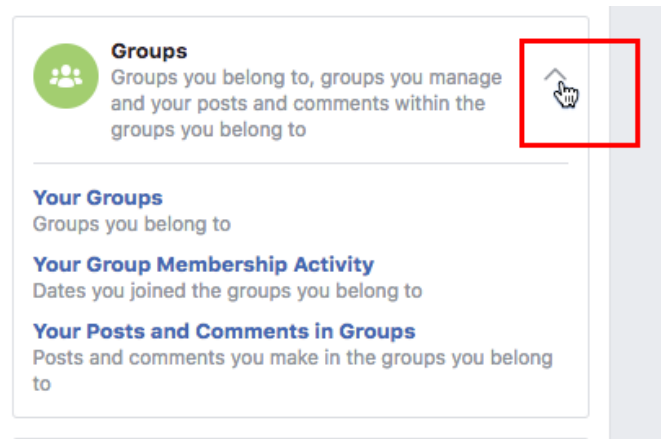 Groups
Groups you belong to, groups you manage
and your posts and comments within the
groups you belong to
Your Groups
Groups you belong to
Your Group Membership Activity
Dates you joined the groups you belong to
Your Posts and Comments in Groups
Posts and comments you make in the groups you belong
to